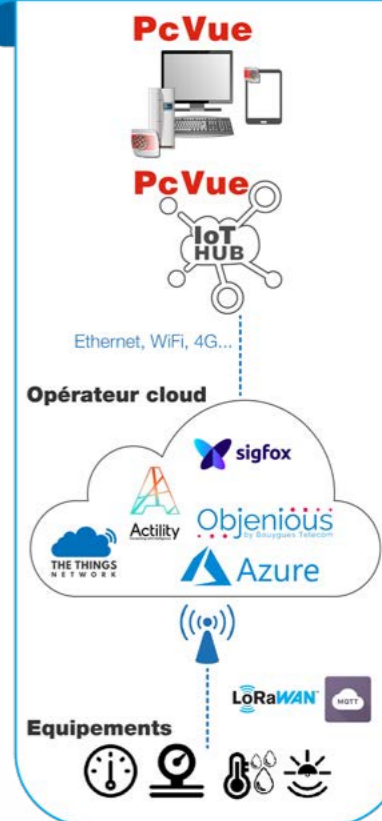 PcVue
PcVue
IoT
HUB
Ethernet, WiFi, 4G...
Opérateur cloud
sigfox
Actility
Objenious
by Bouygues Telecom
THE THINGS
NETWORK
Azure
LoRaWAN
MQTT
Equipements